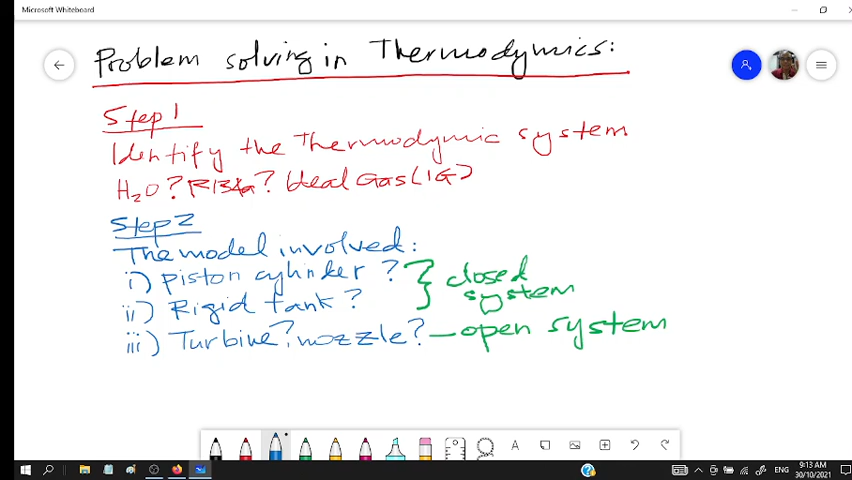 Microsoft Whiteboard
Problem solving in Thermodymics:
Step 1
Identify the Thermodymic system
H₂O? R134a? Ideal Gas (IG)
Step 2
The model involved:
i) piston cylinder ? } closed system
ii) Rigid tank ?
iii) Turbine? nozzle? — open system
A
ENG
9:13 AM
30/10/2021